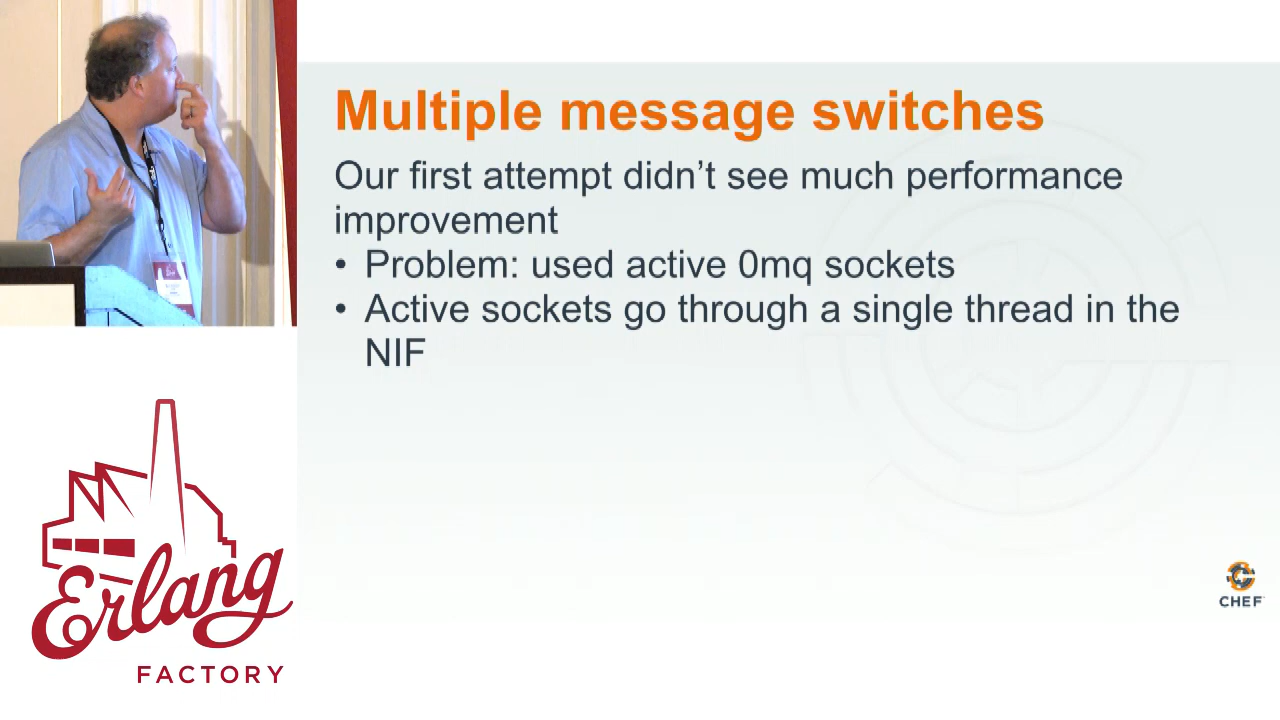 Multiple message switches
Our first attempt didn’t see much performance
improvement
• Problem: used active 0mq sockets
• Active sockets go through a single thread in the
NIF
CHEF
Erlang
FACTORY